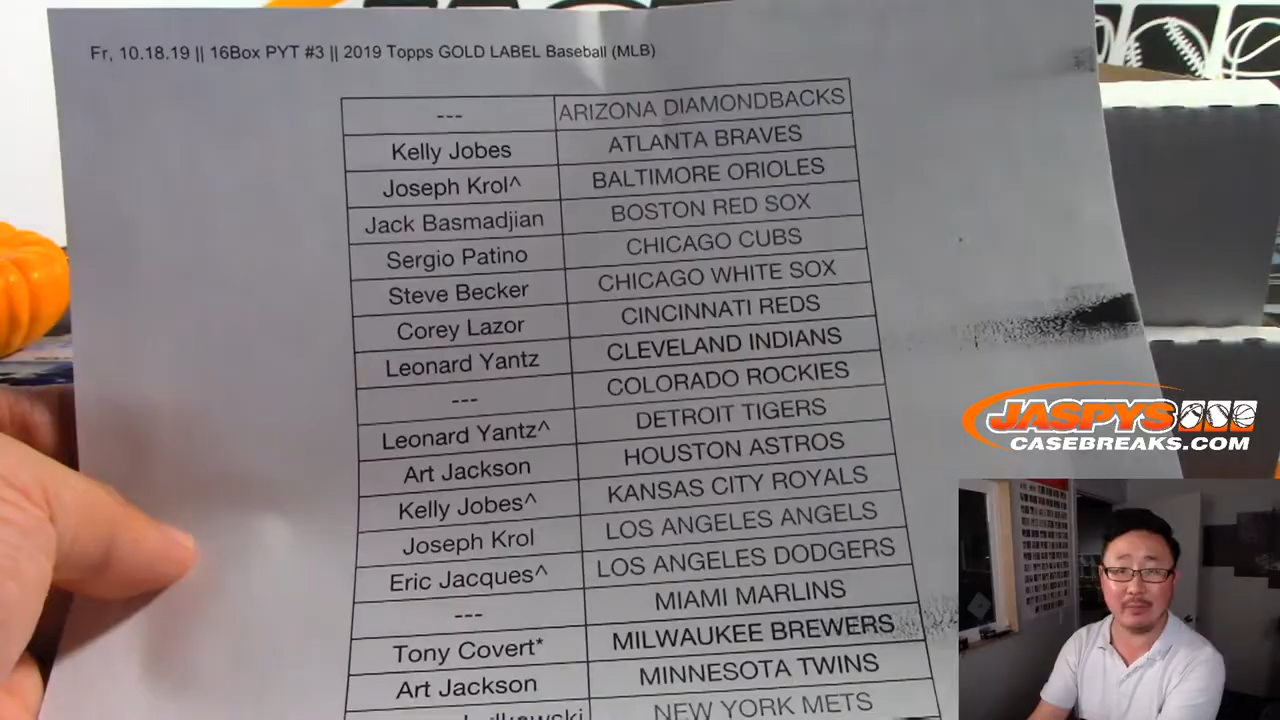 Fr, 10.18.19 || 16Box PYT #3 || 2019 Topps GOLD LABEL Baseball (MLB)
--- ARIZONA DIAMONDBACKS
Kelly Jobes ATLANTA BRAVES
Joseph Krol^ BALTIMORE ORIOLES
Jack Basmadjian BOSTON RED SOX
Sergio Patino CHICAGO CUBS
Steve Becker CHICAGO WHITE SOX
Corey Lazor CINCINNATI REDS
Leonard Yantz CLEVELAND INDIANS
--- COLORADO ROCKIES
Leonard Yantz^ DETROIT TIGERS
Art Jackson HOUSTON ASTROS
Kelly Jobes^ KANSAS CITY ROYALS
Joseph Krol LOS ANGELES ANGELS
Eric Jacques^ LOS ANGELES DODGERS
--- MIAMI MARLINS
Tony Covert* MILWAUKEE BREWERS
Art Jackson MINNESOTA TWINS
NEW YORK METS
JASPYS
CASEBREAKS.COM